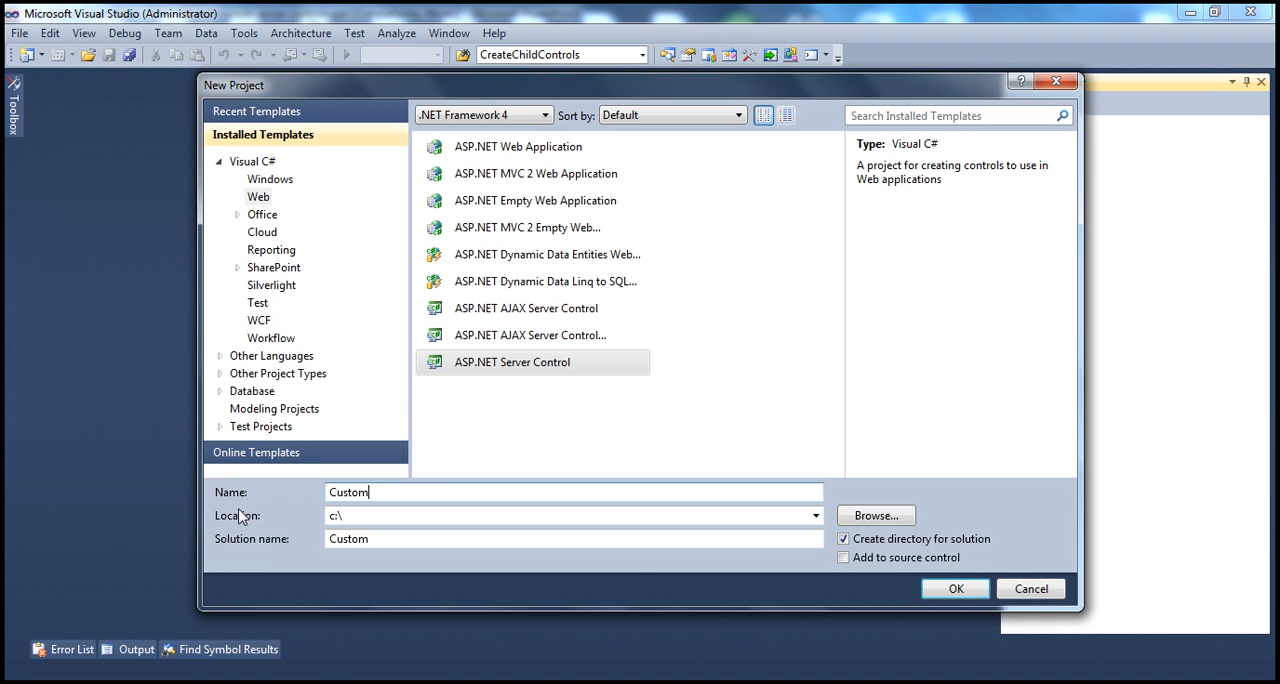 Microsoft Visual Studio (Administrator)
File Edit View Debug Team Data Tools Architecture Test Analyze Window Help
CreateChildControls
Toolbox
New Project
Recent Templates
Installed Templates
Visual C#
Windows
Web
Office
Cloud
Reporting
SharePoint
Silverlight
Test
WCF
Workflow
Other Languages
Other Project Types
Database
Modeling Projects
Test Projects
Online Templates
.NET Framework 4 Sort by: Default
ASP.NET Web Application
ASP.NET MVC 2 Web Application
ASP.NET Empty Web Application
ASP.NET MVC 2 Empty Web...
ASP.NET Dynamic Data Entities Web...
ASP.NET Dynamic Data Linq to SQL...
ASP.NET AJAX Server Control
ASP.NET AJAX Server Control...
ASP.NET Server Control
Search Installed Templates
Type: Visual C#
A project for creating controls to use in
Web applications
Name: Custom
Location: c:\
Browse...
Solution name: Custom
Create directory for solution
Add to source control
OK Cancel
Error List Output Find Symbol Results